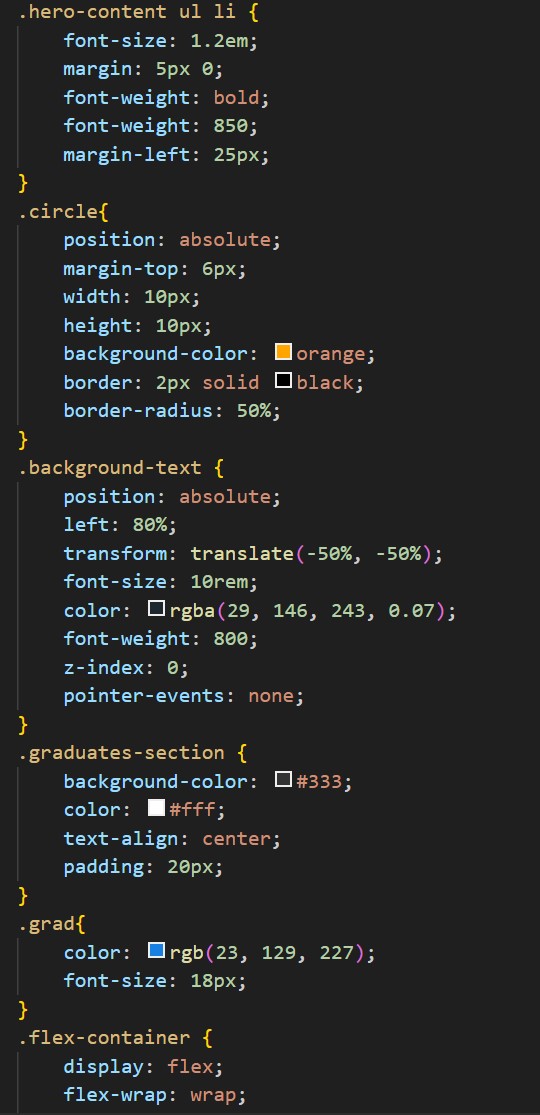 .hero-content ul li {
    font-size: 1.2em;
    margin: 5px 0;
    font-weight: bold;
    font-weight: 850;
    margin-left: 25px;
}
.circle{
    position: absolute;
    margin-top: 6px;
    width: 10px;
    height: 10px;
    background-color: orange;
    border: 2px solid black;
    border-radius: 50%;
}
.background-text {
    position: absolute;
    left: 80%;
    transform: translate(-50%, -50%);
    font-size: 10rem;
    color: rgba(29, 146, 243, 0.07);
    font-weight: 800;
    z-index: 0;
    pointer-events: none;
}
.graduates-section {
    background-color: #333;
    color: #fff;
    text-align: center;
    padding: 20px;
}
.grad{
    color: rgb(23, 129, 227);
    font-size: 18px;
}
.flex-container {
    display: flex;
    flex-wrap: wrap;